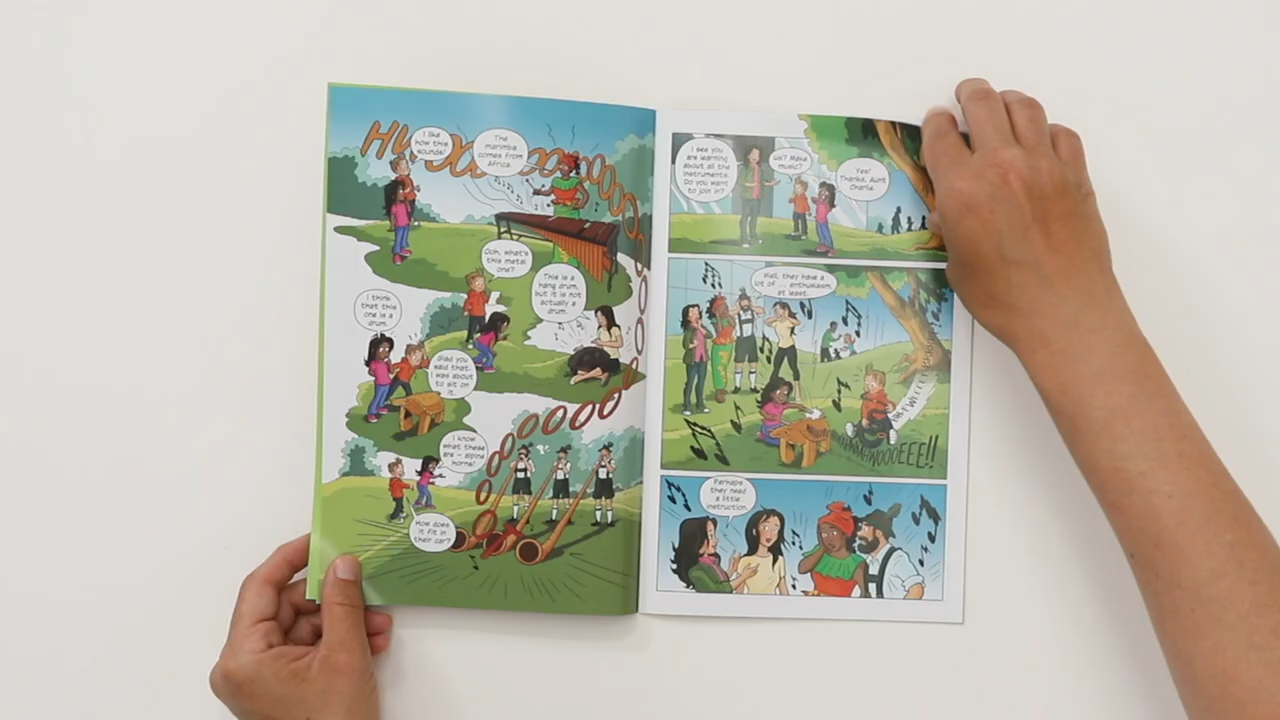 I like
how this
sounds!
The
marimba
comes from
Africa.
Ooh, what's
this metal
one?
This is a
hang drum,
but it is not
actually a
drum.
I think
that this
one is a
drum.
Glad you
said that.
I was about
to sit on
it.
I know
what these
are – alpine
horns!
How does
it fit in
their car?
I see you
are learning
about all the
instruments.
Do you want
to join in?
Us? Make
music?
Yes!
Thanks, Aunt
Charlie.
Well, they have a
lot of ... enthusiasm,
at least.
Perhaps
they need
a little
instruction.